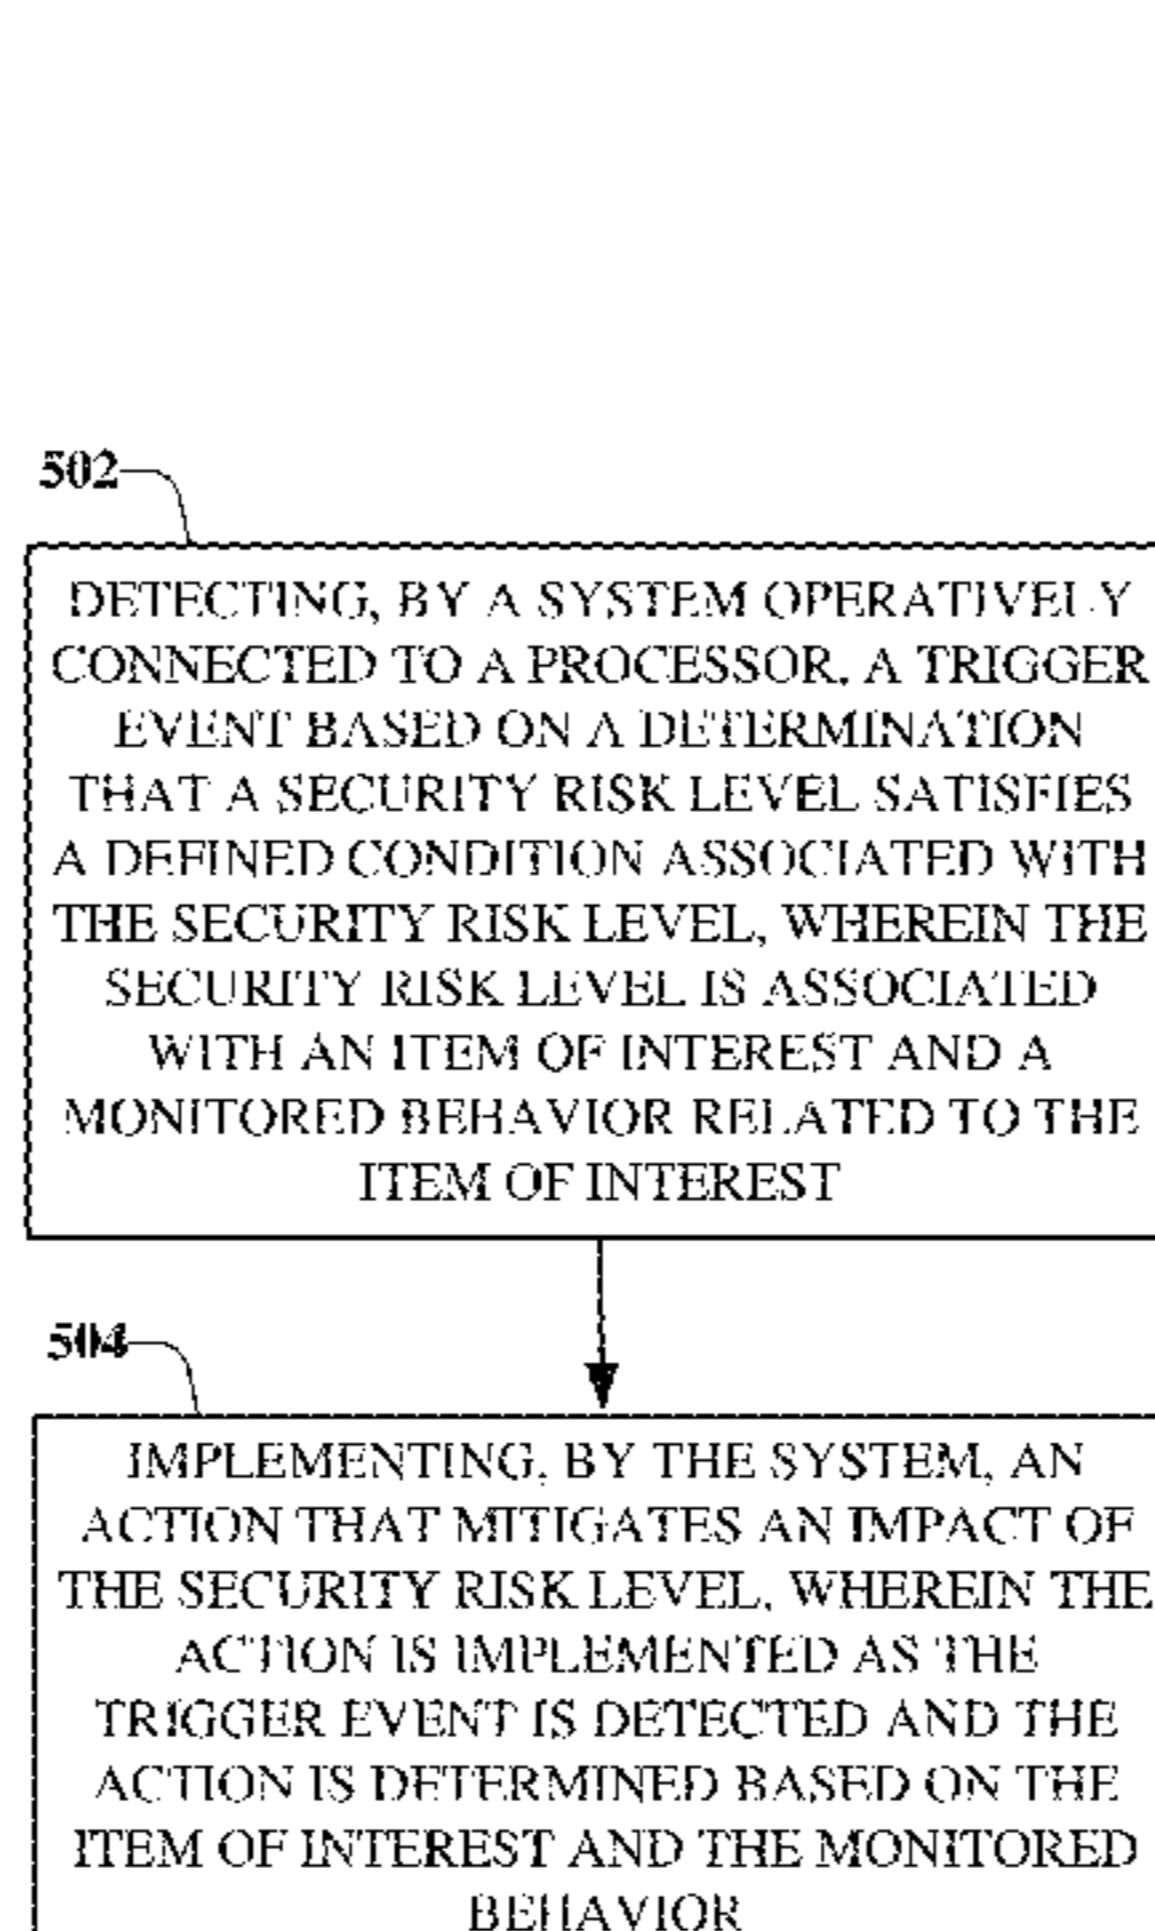 502
DETECTING, BY A SYSTEM OPERATIVELY
CONNECTED TO A PROCESSOR, A TRIGGER
EVENT BASED ON A DETERMINATION
THAT A SECURITY RISK LEVEL SATISFIES
A DEFINED CONDITION ASSOCIATED WITH
THE SECURITY RISK LEVEL, WHEREIN THE
SECURITY RISK LEVEL IS ASSOCIATED
WITH AN ITEM OF INTEREST AND A
MONITORED BEHAVIOR RELATED TO THE
ITEM OF INTEREST
504
IMPLEMENTING, BY THE SYSTEM, AN
ACTION THAT MITIGATES AN IMPACT OF
THE SECURITY RISK LEVEL, WHEREIN THE
ACTION IS IMPLEMENTED AS THE
TRIGGER EVENT IS DETECTED AND THE
ACTION IS DETERMINED BASED ON THE
ITEM OF INTEREST AND THE MONITORED
BEHAVIOR